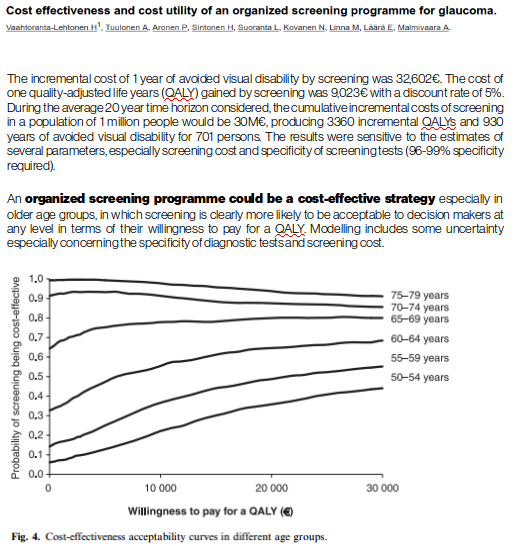 Cost effectiveness and cost utility of an organized screening programme for glaucoma.
Vaahtoranta-Lehtonen H¹, Tuulonen A, Aronen P, Sintonen H, Suoranta L, Kovanen N, Linna M, Läärä E, Malmivaara A.
The incremental cost of 1 year of avoided visual disability by screening was 32,602€. The cost of
one quality-adjusted life years (QALY) gained by screening was 9,023€ with a discount rate of 5%.
During the average 20 year time horizon considered, the cumulative incremental costs of screening
in a population of 1 million people would be 30M€, producing 3360 incremental QALYs and 930
years of avoided visual disability for 701 persons. The results were sensitive to the estimates of
several parameters, especially screening cost and specificity of screening tests (96-99% specificity
required).
An organized screening programme could be a cost-effective strategy especially in
older age groups, in which screening is clearly more likely to be acceptable to decision makers at
any level in terms of their willingness to pay for a QALY. Modelling includes some uncertainty
especially concerning the specificity of diagnostic tests and screening cost.
Probability of screening being cost-effective
1.0
0.9
0.8
0.7
0.6
0.5
0.4
0.3
0.2
0.1
0.0
75–79 years
70–74 years
65–69 years
60–64 years
55–59 years
50–54 years
0
10 000
20 000
30 000
Willingness to pay for a QALY (€)
Fig. 4. Cost-effectiveness acceptability curves in different age groups.